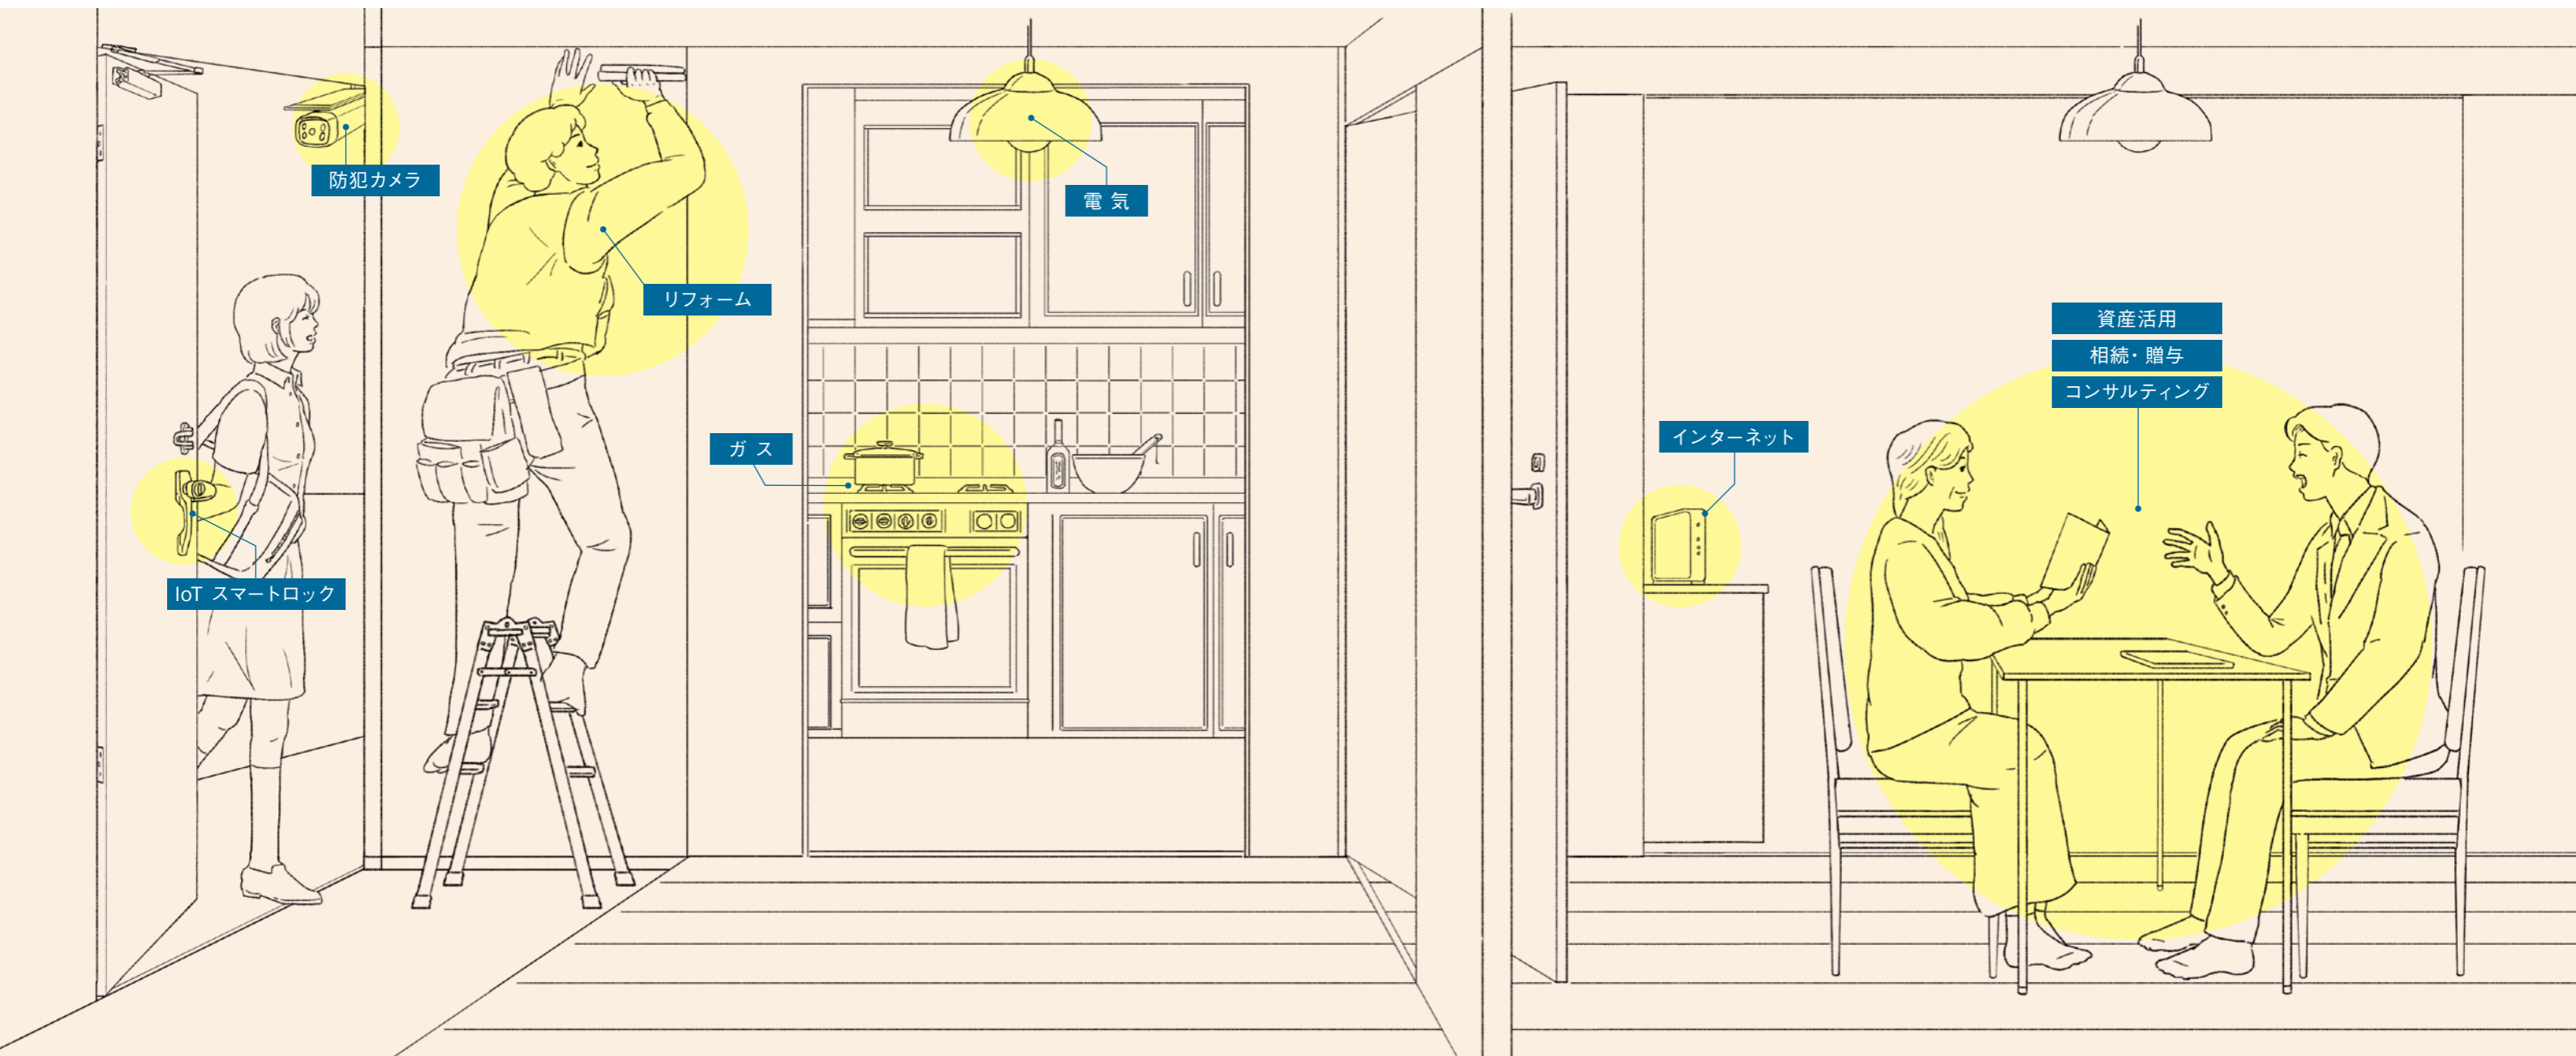 防犯カメラ
リフォーム
電 気
ガ ス
IoT スマートロック
インターネット
資産活用
相続・贈与
コンサルティング